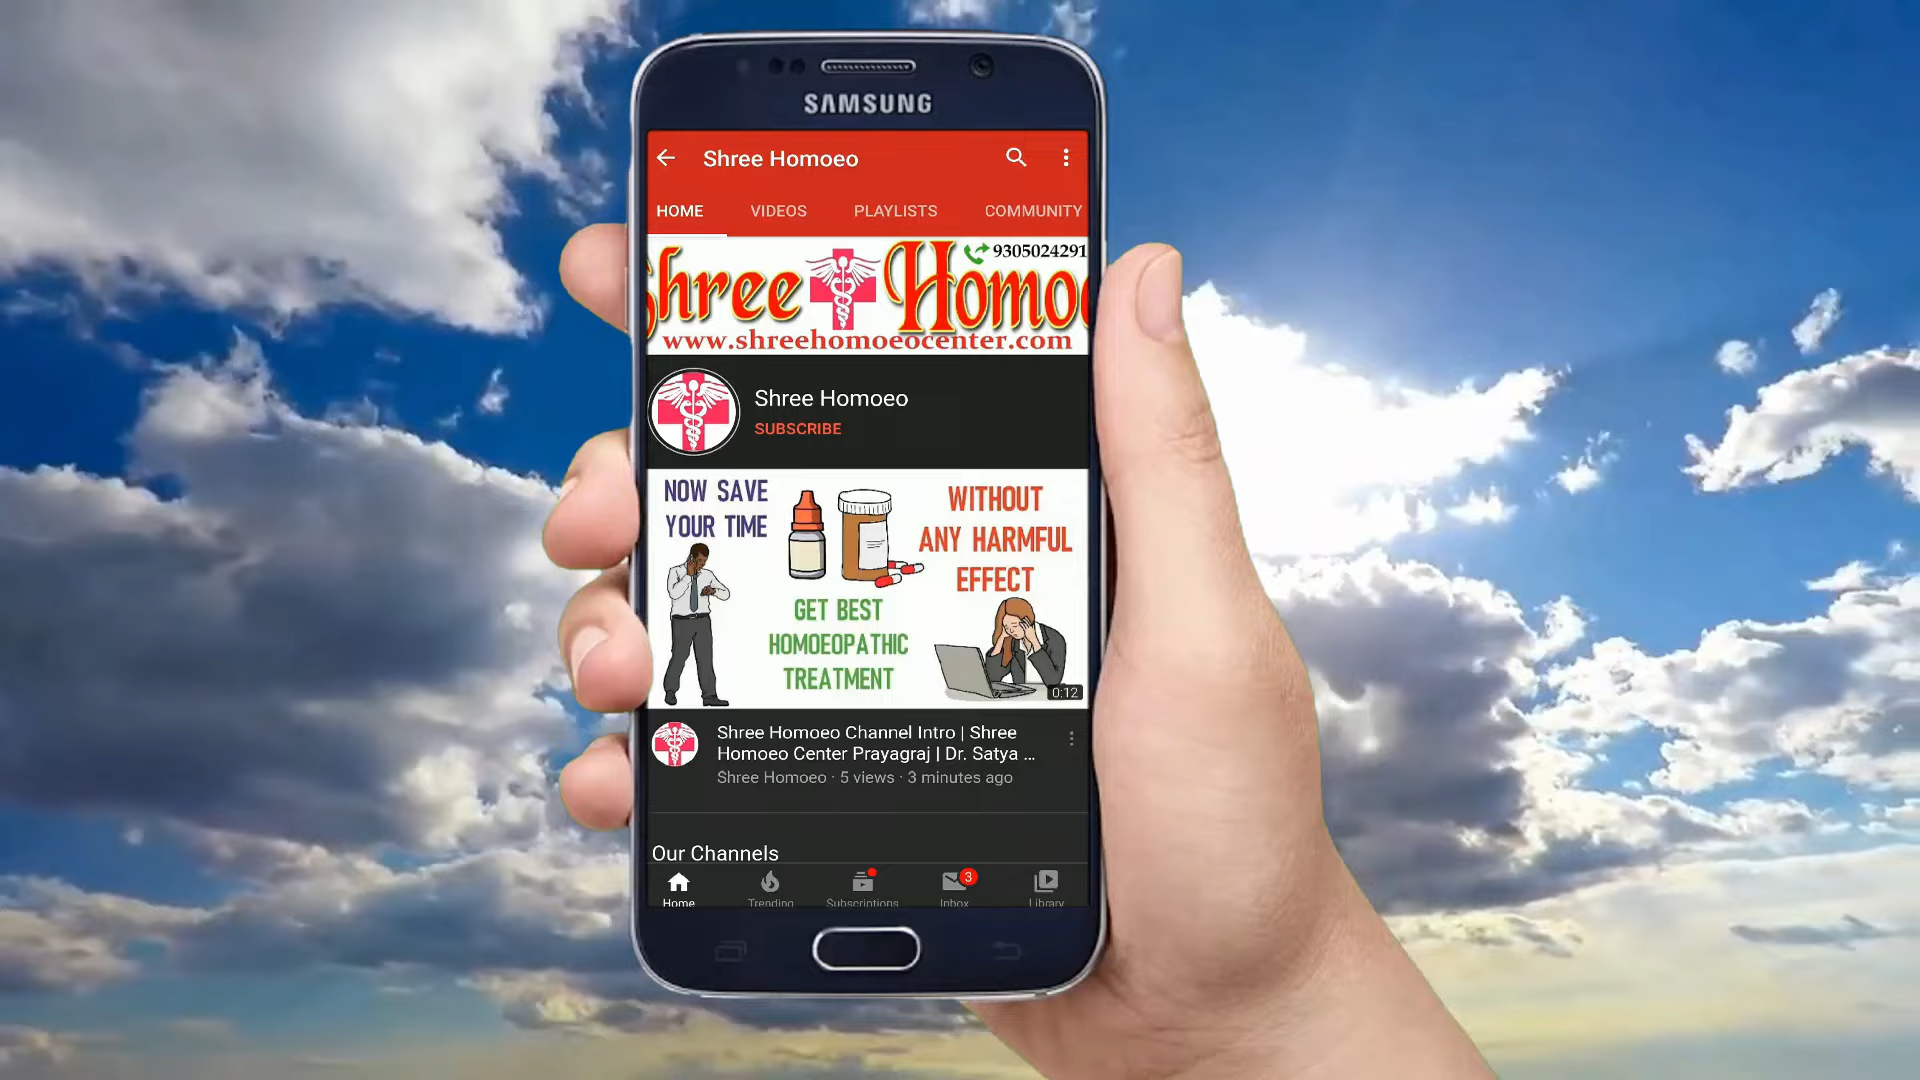 SAMSUNG
Shree Homoeo
HOME VIDEOS PLAYLISTS COMMUNITY
9305024291
Shree Homoe
www.shreehomoeocenter.com
Shree Homoeo
SUBSCRIBE
NOW SAVE
YOUR TIME
WITHOUT
ANY HARMFUL
EFFECT
GET BEST
HOMOEOPATHIC
TREATMENT
0:12
Shree Homoeo Channel Intro | Shree
Homoeo Center Prayagraj | Dr. Satya ...
Shree Homoeo · 5 views · 3 minutes ago
Our Channels
3
Home Trending Subscriptions Inbox Library